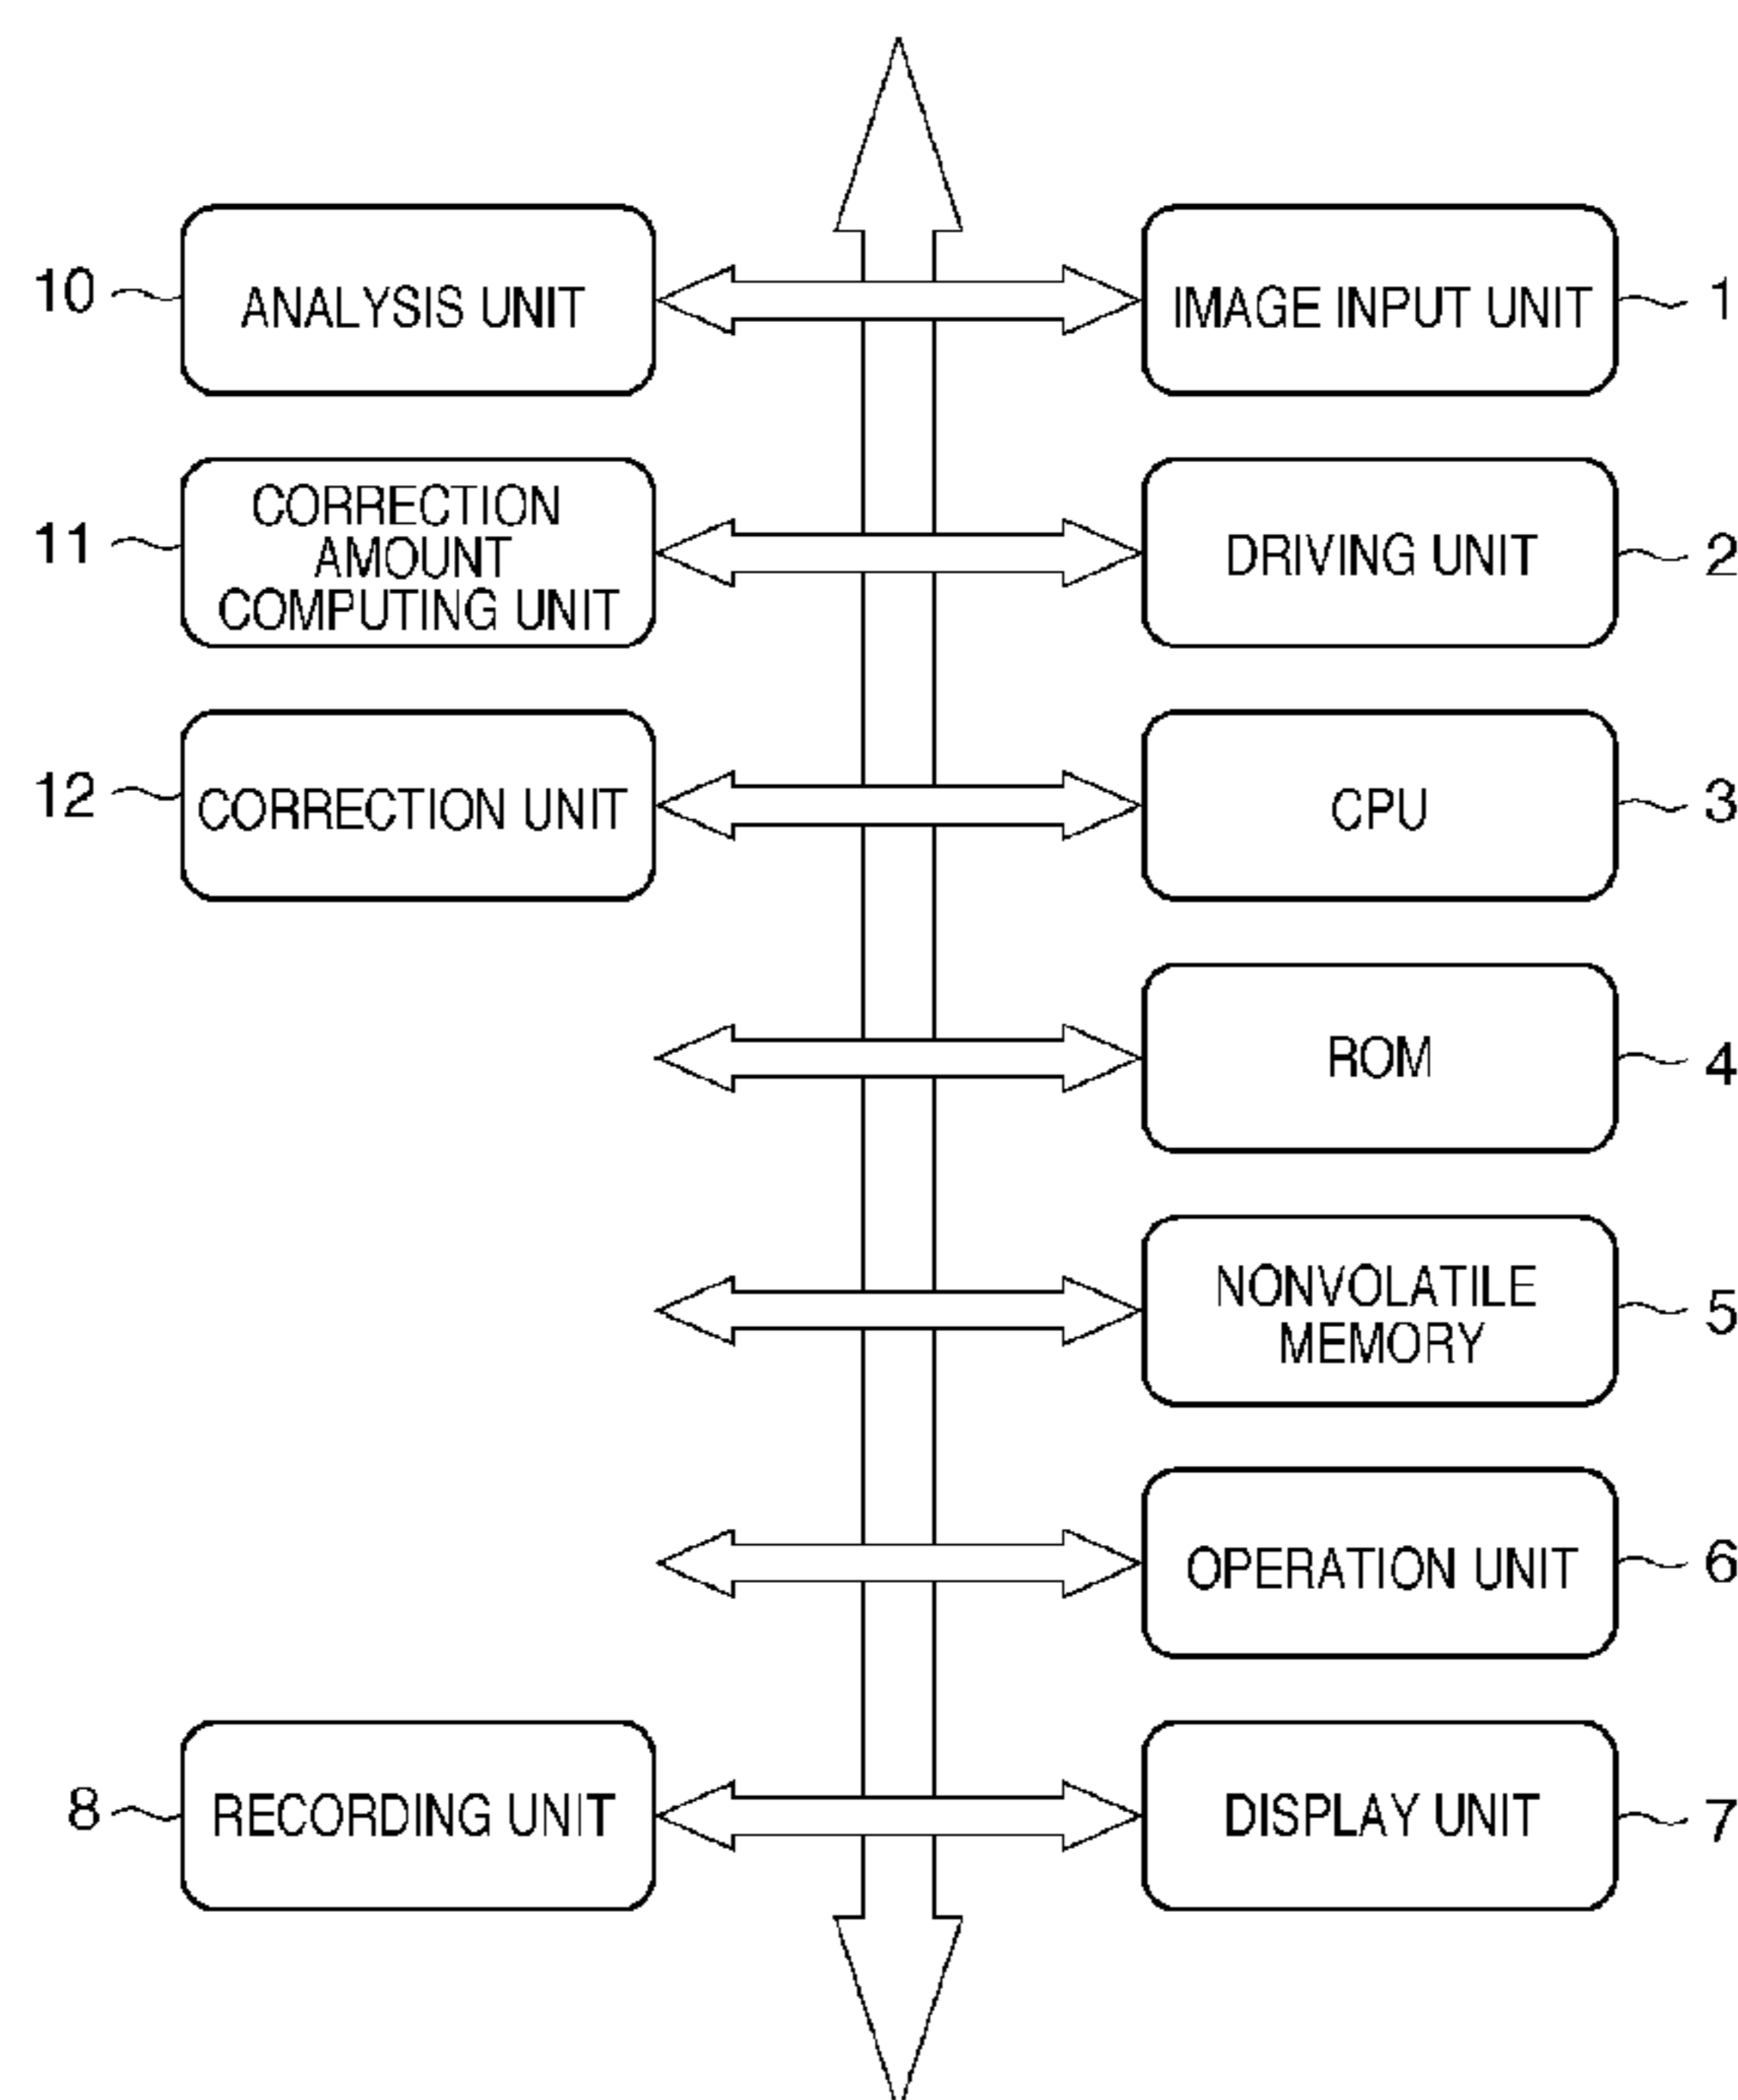 10
ANALYSIS UNIT
IMAGE INPUT UNIT
1
11
CORRECTION
AMOUNT
COMPUTING UNIT
DRIVING UNIT
2
12
CORRECTION UNIT
CPU
3
ROM
4
NONVOLATILE
MEMORY
5
OPERATION UNIT
6
8
RECORDING UNIT
DISPLAY UNIT
7